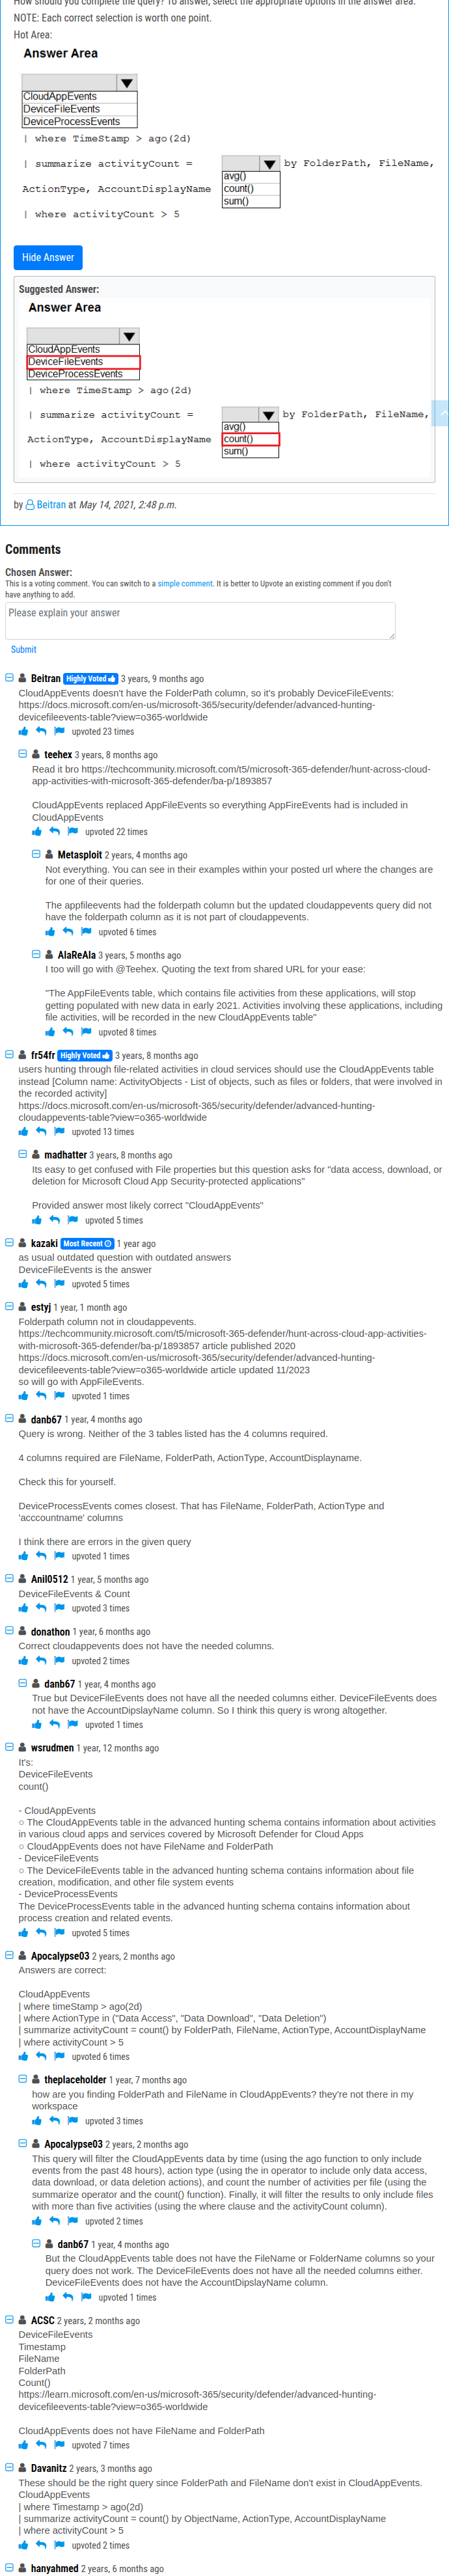 How should you complete the query? To answer, select the appropriate options in the answer area.
NOTE: Each correct selection is worth one point.
Hot Area:
Answer Area
CloudAppEvents
DeviceFileEvents
DeviceProcessEvents
| where TimeStamp > ago(2d)
| summarize activityCount = by FolderPath, FileName,
avg()
ActionType, AccountDisplayName count()
sum()
| where activityCount > 5
Hide Answer
Suggested Answer:
Answer Area
CloudAppEvents
DeviceFileEvents
DeviceProcessEvents
| where TimeStamp > ago(2d)
| summarize activityCount = by FolderPath, FileName,
avg()
ActionType, AccountDisplayName count()
sum()
| where activityCount > 5
by Beitran at May 14, 2021, 2:48 p.m.
Comments
Chosen Answer:
This is a voting comment. You can switch to a simple comment. It is better to Upvote an existing comment if you don't
have anything to add.
Please explain your answer
Submit
Beitran Highly Voted 3 years, 9 months ago
CloudAppEvents doesn't have the FolderPath column, so it's probably DeviceFileEvents:
https://docs.microsoft.com/en-us/microsoft-365/security/defender/advanced-hunting-
devicefileevents-table?view=o365-worldwide
upvoted 23 times
teehex 3 years, 8 months ago
Read it bro https://techcommunity.microsoft.com/t5/microsoft-365-defender/hunt-across-cloud-
app-activities-with-microsoft-365-defender/ba-p/1893857
CloudAppEvents replaced AppFileEvents so everything AppFireEvents had is included in
CloudAppEvents
upvoted 22 times
Metasploit 2 years, 4 months ago
Not everything. You can see in their examples within your posted url where the changes are
for one of their queries.
The appfileevents had the folderpath column but the updated cloudappevents query did not
have the folderpath column as it is not part of cloudappevents.
upvoted 6 times
AlaReAla 3 years, 5 months ago
I too will go with @Teehex. Quoting the text from shared URL for your ease:
"The AppFileEvents table, which contains file activities from these applications, will stop
getting populated with new data in early 2021. Activities involving these applications, including
file activities, will be recorded in the new CloudAppEvents table"
upvoted 8 times
fr54fr Highly Voted 3 years, 8 months ago
users hunting through file-related activities in cloud services should use the CloudAppEvents table
instead [Column name: ActivityObjects - List of objects, such as files or folders, that were involved in
the recorded activity]
https://docs.microsoft.com/en-us/microsoft-365/security/defender/advanced-hunting-
cloudappevents-table?view=o365-worldwide
upvoted 13 times
madhatter 3 years, 8 months ago
Its easy to get confused with File properties but this question asks for "data access, download, or
deletion for Microsoft Cloud App Security-protected applications"
Provided answer most likely correct "CloudAppEvents"
upvoted 5 times
kazaki Most Recent 1 year ago
as usual outdated question with outdated answers
DeviceFileEvents is the answer
upvoted 5 times
estyj 1 year, 1 month ago
Folderpath column not in cloudappevents.
https://techcommunity.microsoft.com/t5/microsoft-365-defender/hunt-across-cloud-app-activities-
with-microsoft-365-defender/ba-p/1893857 article published 2020
https://docs.microsoft.com/en-us/microsoft-365/security/defender/advanced-hunting-
devicefileevents-table?view=o365-worldwide article updated 11/2023
so will go with AppFileEvents.
upvoted 1 times
danb67 1 year, 4 months ago
Query is wrong. Neither of the 3 tables listed has the 4 columns required.
4 columns required are FileName, FolderPath, ActionType, AccountDisplayname.
Check this for yourself.
DeviceProcessEvents comes closest. That has FileName, FolderPath, ActionType and
'acccountname' columns
I think there are errors in the given query
upvoted 1 times
Anil0512 1 year, 5 months ago
DeviceFileEvents & Count
upvoted 3 times
donathon 1 year, 6 months ago
Correct cloudappevents does not have the needed columns.
upvoted 2 times
danb67 1 year, 4 months ago
True but DeviceFileEvents does not have all the needed columns either. DeviceFileEvents does
not have the AccountDipslayName column. So I think this query is wrong altogether.
upvoted 1 times
wsrudmen 1 year, 12 months ago
It's:
DeviceFileEvents
count()
- CloudAppEvents
○ The CloudAppEvents table in the advanced hunting schema contains information about activities
in various cloud apps and services covered by Microsoft Defender for Cloud Apps
○ CloudAppEvents does not have FileName and FolderPath
- DeviceFileEvents
○ The DeviceFileEvents table in the advanced hunting schema contains information about file
creation, modification, and other file system events
- DeviceProcessEvents
The DeviceProcessEvents table in the advanced hunting schema contains information about
process creation and related events.
upvoted 5 times
Apocalypse03 2 years, 2 months ago
Answers are correct:
CloudAppEvents
| where timeStamp > ago(2d)
| where ActionType in ("Data Access", "Data Download", "Data Deletion")
| summarize activityCount = count() by FolderPath, FileName, ActionType, AccountDisplayName
| where activityCount > 5
upvoted 6 times
theplaceholder 1 year, 7 months ago
how are you finding FolderPath and FileName in CloudAppEvents? they're not there in my
workspace
upvoted 3 times
Apocalypse03 2 years, 2 months ago
This query will filter the CloudAppEvents data by time (using the ago function to only include
events from the past 48 hours), action type (using the in operator to include only data access,
data download, or data deletion actions), and count the number of activities per file (using the
summarize operator and the count() function). Finally, it will filter the results to only include files
with more than five activities (using the where clause and the activityCount column).
upvoted 2 times
danb67 1 year, 4 months ago
But the CloudAppEvents table does not have the FileName or FolderName columns so your
query does not work. The DeviceFileEvents does not have all the needed columns either.
DeviceFileEvents does not have the AccountDipslayName column.
upvoted 1 times
ACSC 2 years, 2 months ago
DeviceFileEvents
Timestamp
FileName
FolderPath
Count()
https://learn.microsoft.com/en-us/microsoft-365/security/defender/advanced-hunting-
devicefileevents-table?view=o365-worldwide
CloudAppEvents does not have FileName and FolderPath
upvoted 7 times
Davanitz 2 years, 3 months ago
These should be the right query since FolderPath and FileName don't exist in CloudAppEvents.
CloudAppEvents
| where Timestamp > ago(2d)
| summarize activityCount = count() by ObjectName, ActionType, AccountDisplayName
| where activityCount > 5
upvoted 2 times
hanyahmed 2 years, 6 months ago